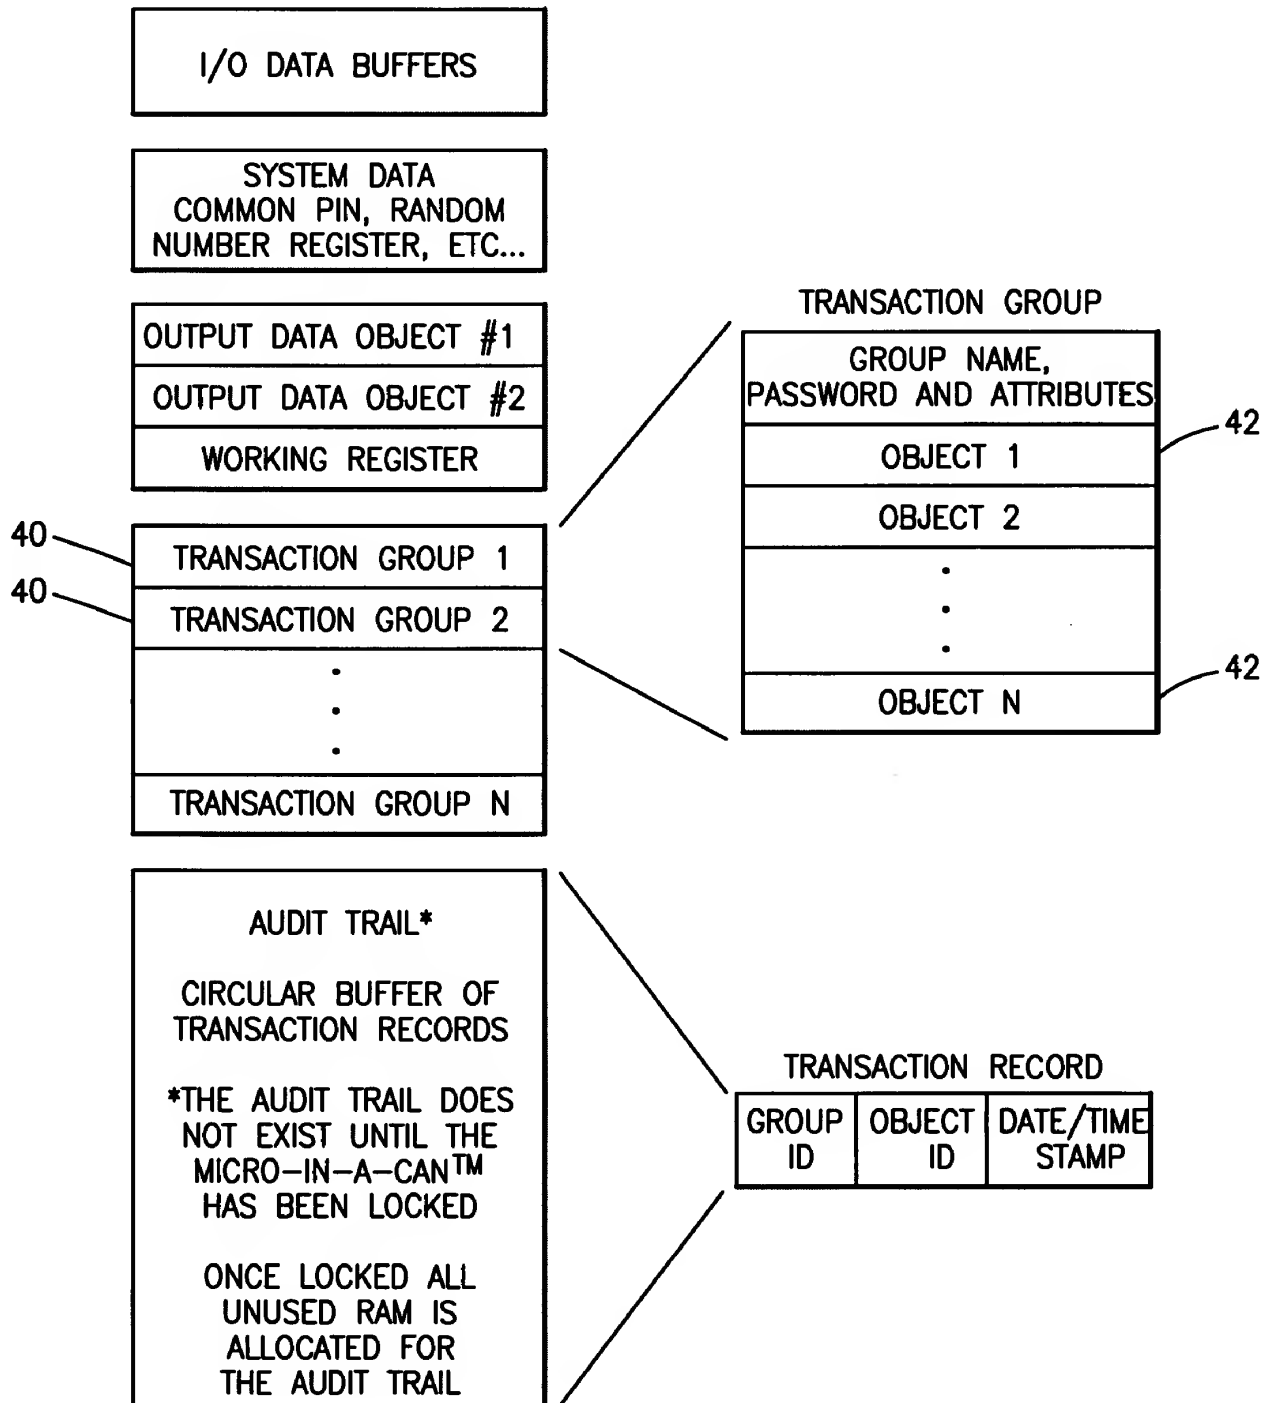 I/O DATA BUFFERS
SYSTEM DATA
COMMON PIN, RANDOM
NUMBER REGISTER, ETC...
OUTPUT DATA OBJECT #1
OUTPUT DATA OBJECT #2
WORKING REGISTER
40
TRANSACTION GROUP 1
40
TRANSACTION GROUP 2
TRANSACTION GROUP N
TRANSACTION GROUP
GROUP NAME,
PASSWORD AND ATTRIBUTES
42
OBJECT 1
OBJECT 2
42
OBJECT N
AUDIT TRAIL*
CIRCULAR BUFFER OF
TRANSACTION RECORDS
*THE AUDIT TRAIL DOES
NOT EXIST UNTIL THE
MICRO-IN-A-CAN™
HAS BEEN LOCKED
ONCE LOCKED ALL
UNUSED RAM IS
ALLOCATED FOR
THE AUDIT TRAIL
TRANSACTION RECORD
GROUP ID
OBJECT ID
DATE/TIME STAMP